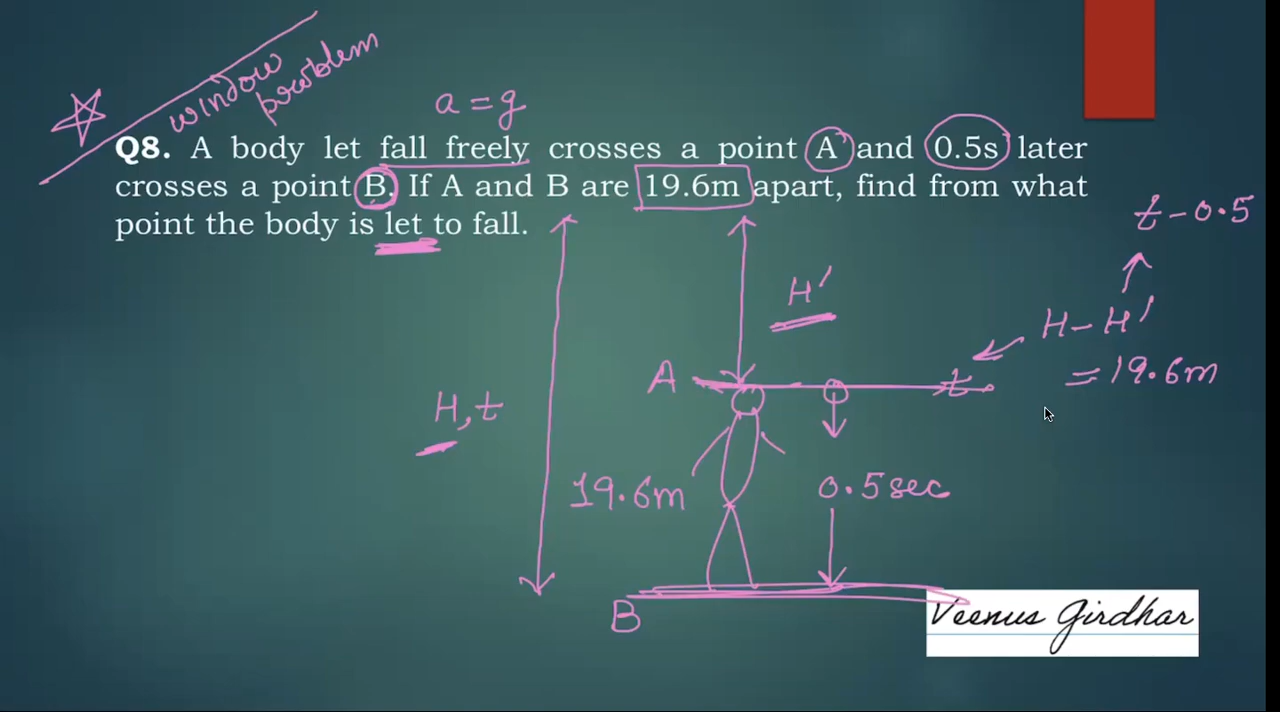 window
problem
a = g
Q8. A body let fall freely crosses a point A and 0.5s later
crosses a point B. If A and B are 19.6m apart, find from what
point the body is let to fall.
t - 0.5
H'
H - H'
= 19.6m
A
t
H, t
19.6m
0.5sec
B
Veenus Girdhar